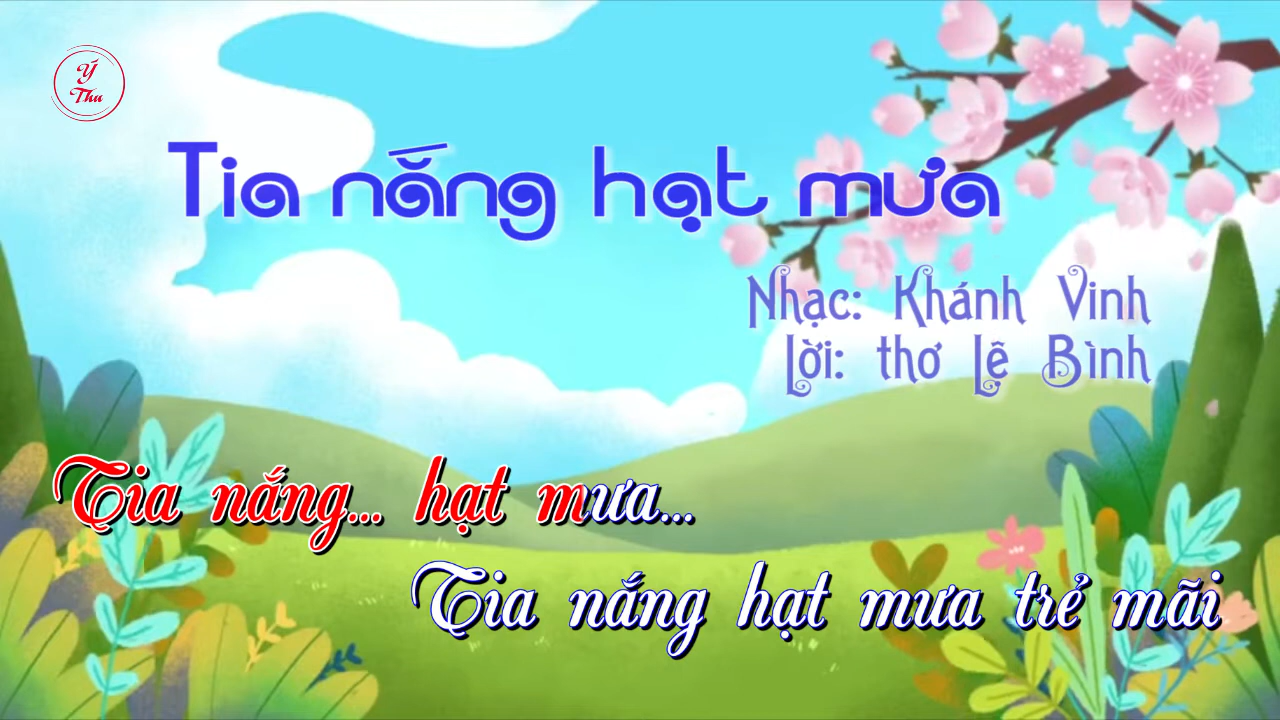 Ý
Thu
Tia nắng hạt mưa
Nhạc: Khánh Vinh
Lời: thơ Lệ Bình
Tia nắng... hạt mưa...
Tia nắng hạt mưa trẻ mãi